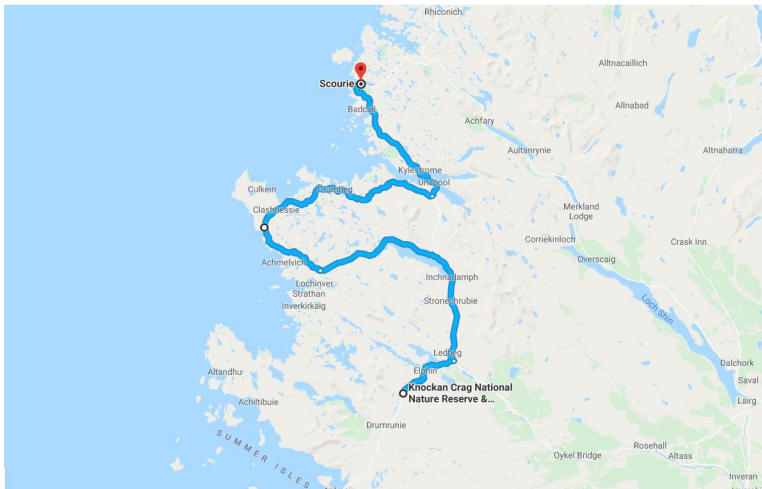 Rhiconich
Alltnacaillich
Scourie
Allnabad
Badcall
Achfary
Altnaharra
Aultanrynie
Kylestrome
Unapool
Culkein
Drumbeg
Clashnessie
Merkland
Lodge
Corriekinloch
Crask Inn
Overscaig
Achmelvich
Inchnadamph
Lochinver
Strathan
Inverkirkaig
Stronechrubie
Loch Shin
Ledbeg
Elphin
Dalchork
Saval
Lairg
Altandhu
Achiltibuie
Knockan Crag National
Nature Reserve &...
Drumrunie
SUMMER ISLES
Rosehall
Oykel Bridge
Altass
Inveran